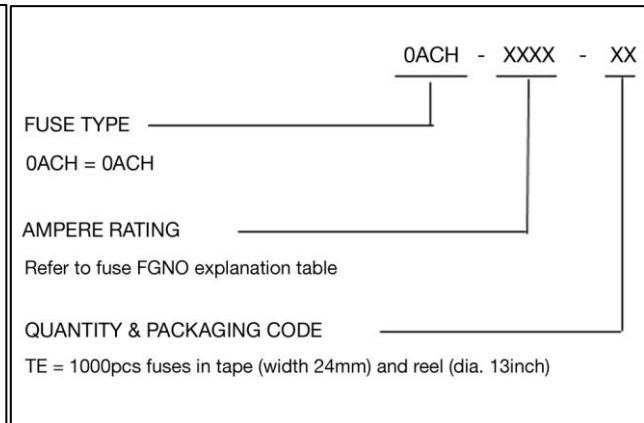 0ACH - XXXX - XX
FUSE TYPE
0ACH = 0ACH
AMPERE RATING
Refer to fuse FGNO explanation table
QUANTITY & PACKAGING CODE
TE = 1000pcs fuses in tape (width 24mm) and reel (dia. 13inch)